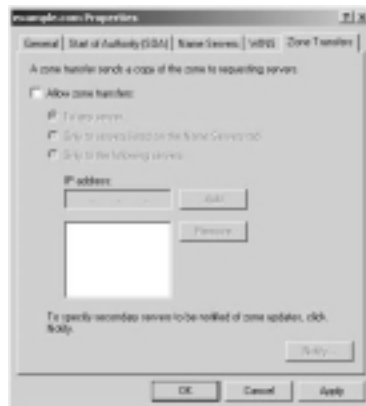 example.com Properties
General Start of Authority (SOA) Name Servers WINS Zone Transfers
A zone transfer sends a copy of the zone to requesting servers.
Allow zone transfers:
To any server
Only to servers listed on the Name Servers tab
Only to the following servers:
IP address:
Add
Remove
To specify secondary servers to be notified of zone updates, click
Notify.
Notify...
OK Cancel Apply